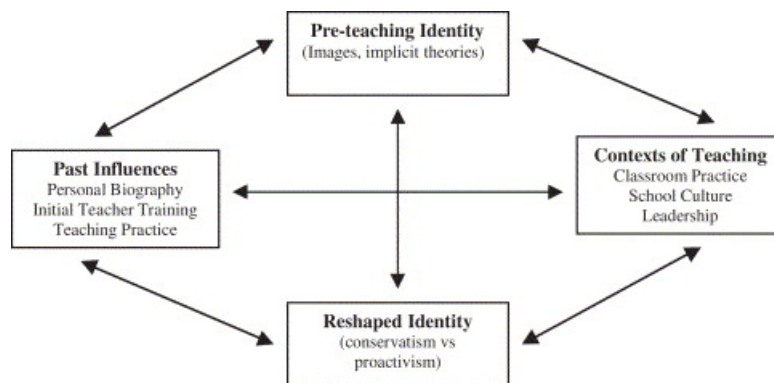 Pre-teaching Identity
(Images, implicit theories)
Past Influences
Personal Biography
Initial Teacher Training
Teaching Practice
Contexts of Teaching
Classroom Practice
School Culture
Leadership
Reshaped Identity
(conservatism vs
proactivism)